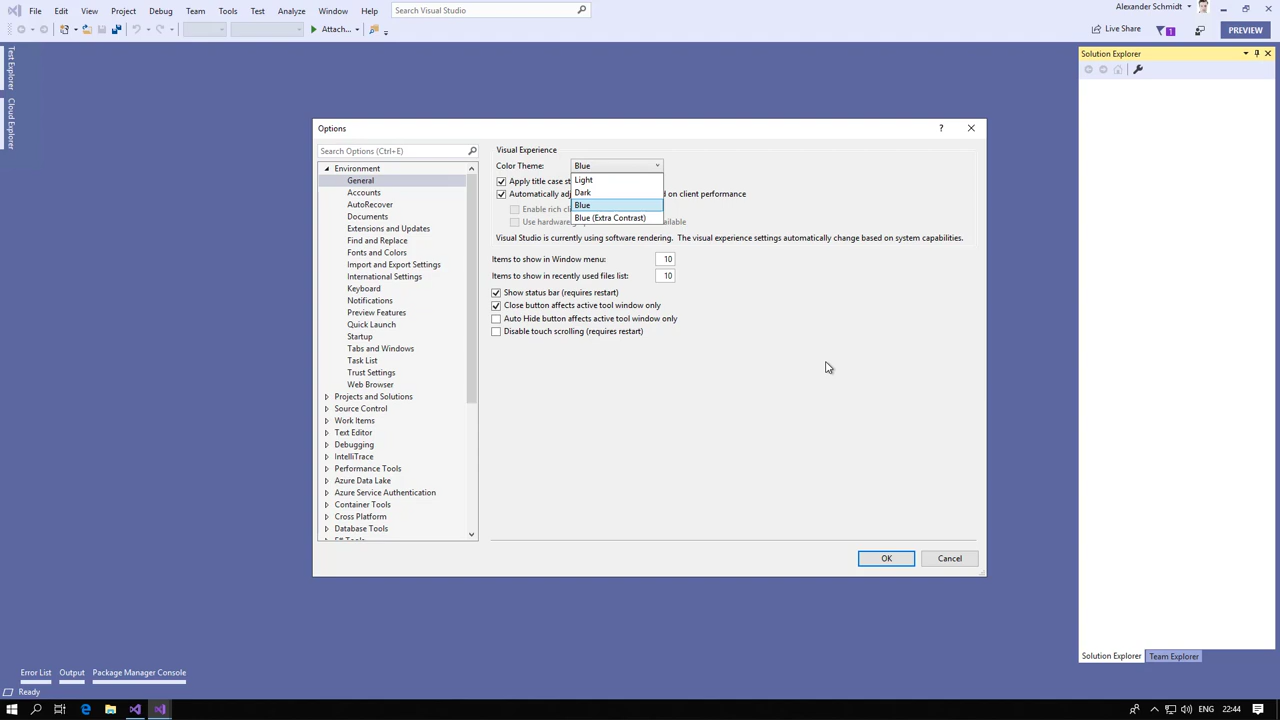 File Edit View Project Debug Team Tools Test Analyze Window Help Search Visual Studio Alexander Schmidt
Attach... Live Share 1 PREVIEW
Test Explorer
Cloud Explorer
Solution Explorer
Options ?
Search Options (Ctrl+E)
Environment
General
Accounts
AutoRecover
Documents
Extensions and Updates
Find and Replace
Fonts and Colors
Import and Export Settings
International Settings
Keyboard
Notifications
Preview Features
Quick Launch
Startup
Tabs and Windows
Task List
Trust Settings
Web Browser
Projects and Solutions
Source Control
Work Items
Text Editor
Debugging
IntelliTrace
Performance Tools
Azure Data Lake
Azure Service Authentication
Container Tools
Cross Platform
Database Tools
F# Tools
Visual Experience
Color Theme: Blue
Light
Apply title case st
Dark
Automatically adj on client performance
Blue
Enable rich cli
Blue (Extra Contrast)
Use hardware ailable
Visual Studio is currently using software rendering. The visual experience settings automatically change based on system capabilities.
Items to show in Window menu: 10
Items to show in recently used files list: 10
Show status bar (requires restart)
Close button affects active tool window only
Auto Hide button affects active tool window only
Disable touch scrolling (requires restart)
OK Cancel
Solution Explorer Team Explorer
Error List Output Package Manager Console
Ready
ENG 22:44